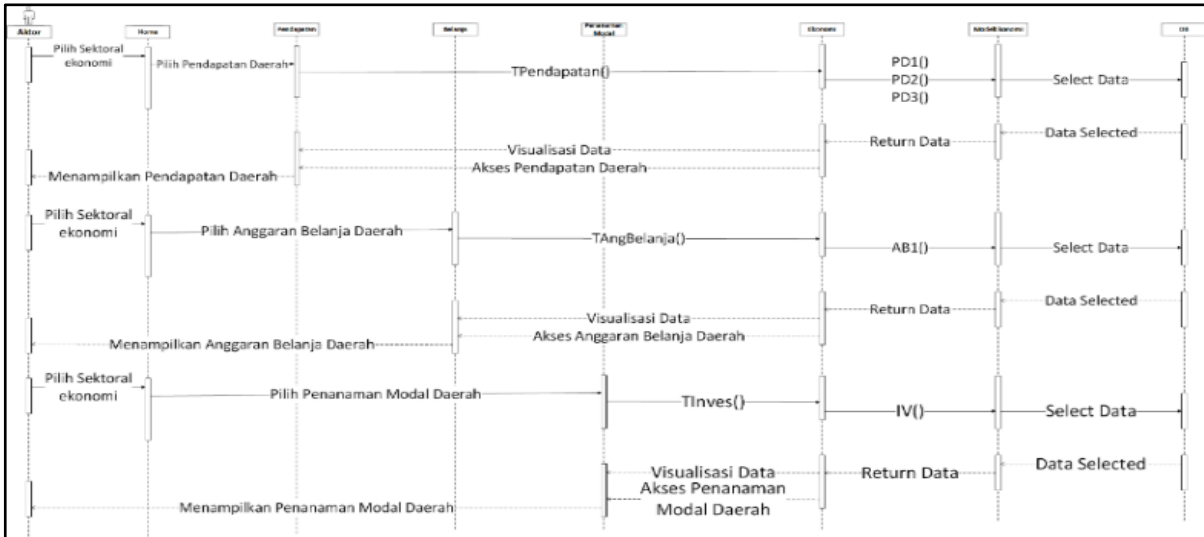 Aktor
Home
Pendapatan
Belanja
Penanaman
Modal
Ekonomi
ModelEkonomi
DB
Pilih Sektoral
ekonomi
Pilih Pendapatan Daerah
TPendapatan()
PD1()
PD2()
PD3()
Select Data
Data Selected
Return Data
Visualisasi Data
Akses Pendapatan Daerah
Menampilkan Pendapatan Daerah
Pilih Sektoral
ekonomi
Pilih Anggaran Belanja Daerah
TAngBelanja()
AB1()
Select Data
Data Selected
Return Data
Visualisasi Data
Akses Anggaran Belanja Daerah
Menampilkan Anggaran Belanja Daerah
Pilih Sektoral
ekonomi
Pilih Penanaman Modal Daerah
TInves()
IV()
Select Data
Data Selected
Return Data
Visualisasi Data
Akses Penanaman
Modal Daerah
Menampilkan Penanaman Modal Daerah